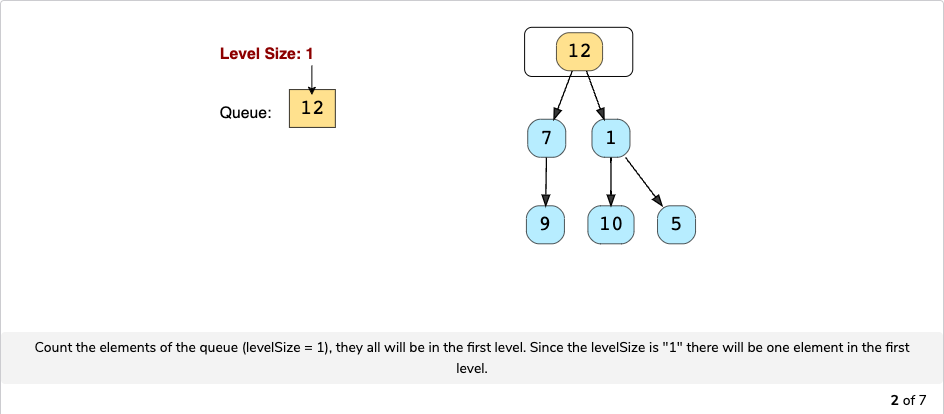 Level Size: 1
12
Queue:
12
7
1
9
10
5
Count the elements of the queue (levelSize = 1), they all will be in the first level. Since the levelSize is "1" there will be one element in the first
level.
2 of 7